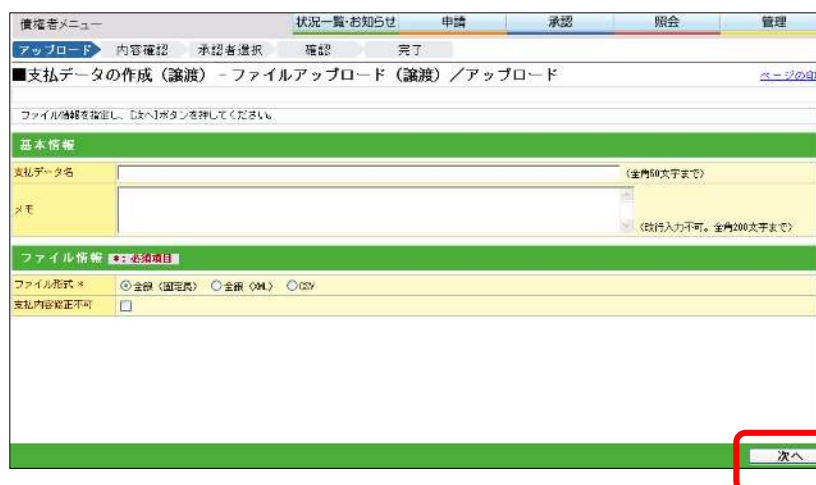 債権者メニュー 状況一覧・お知らせ 申請 承認 照会 管理
アップロード 内容確認 承認者選択 確認 完了
■支払データの作成(譲渡) - ファイルアップロード(譲渡)/アップロード ページの印
ファイル情報を指定し、[次へ]ボタンを押してください。
基本情報
支払データ名 (全角50文字まで)
メモ (改行入力不可。全角200文字まで)
ファイル情報 *:必須項目
ファイル形式 * 全銀(固定長) 全銀(XML) CSV
支払内容修正不可
次へ